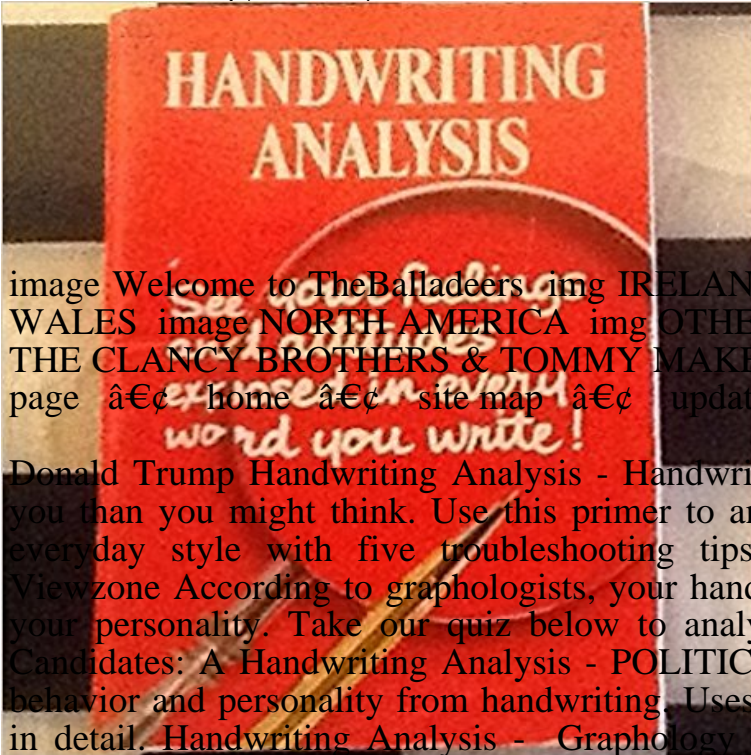 HANDWRITING
ANALYSIS
feelings
attitudes
expose in every
word you write!
image Welcome to TheBalladeers img IRELAN
WALES image NORTH AMERICA img OTHE
THE CLANCY BROTHERS & TOMMY MAKE
page • home • site map • updat
Donald Trump Handwriting Analysis - Handwri
you than you might think. Use this primer to an
everyday style with five troubleshooting tips
Viewzone According to graphologists, your hand
your personality. Take our quiz below to analy
Candidates: A Handwriting Analysis - POLITIC
behavior and personality from handwriting. Uses
in detail. Handwriting Analysis - Graphology